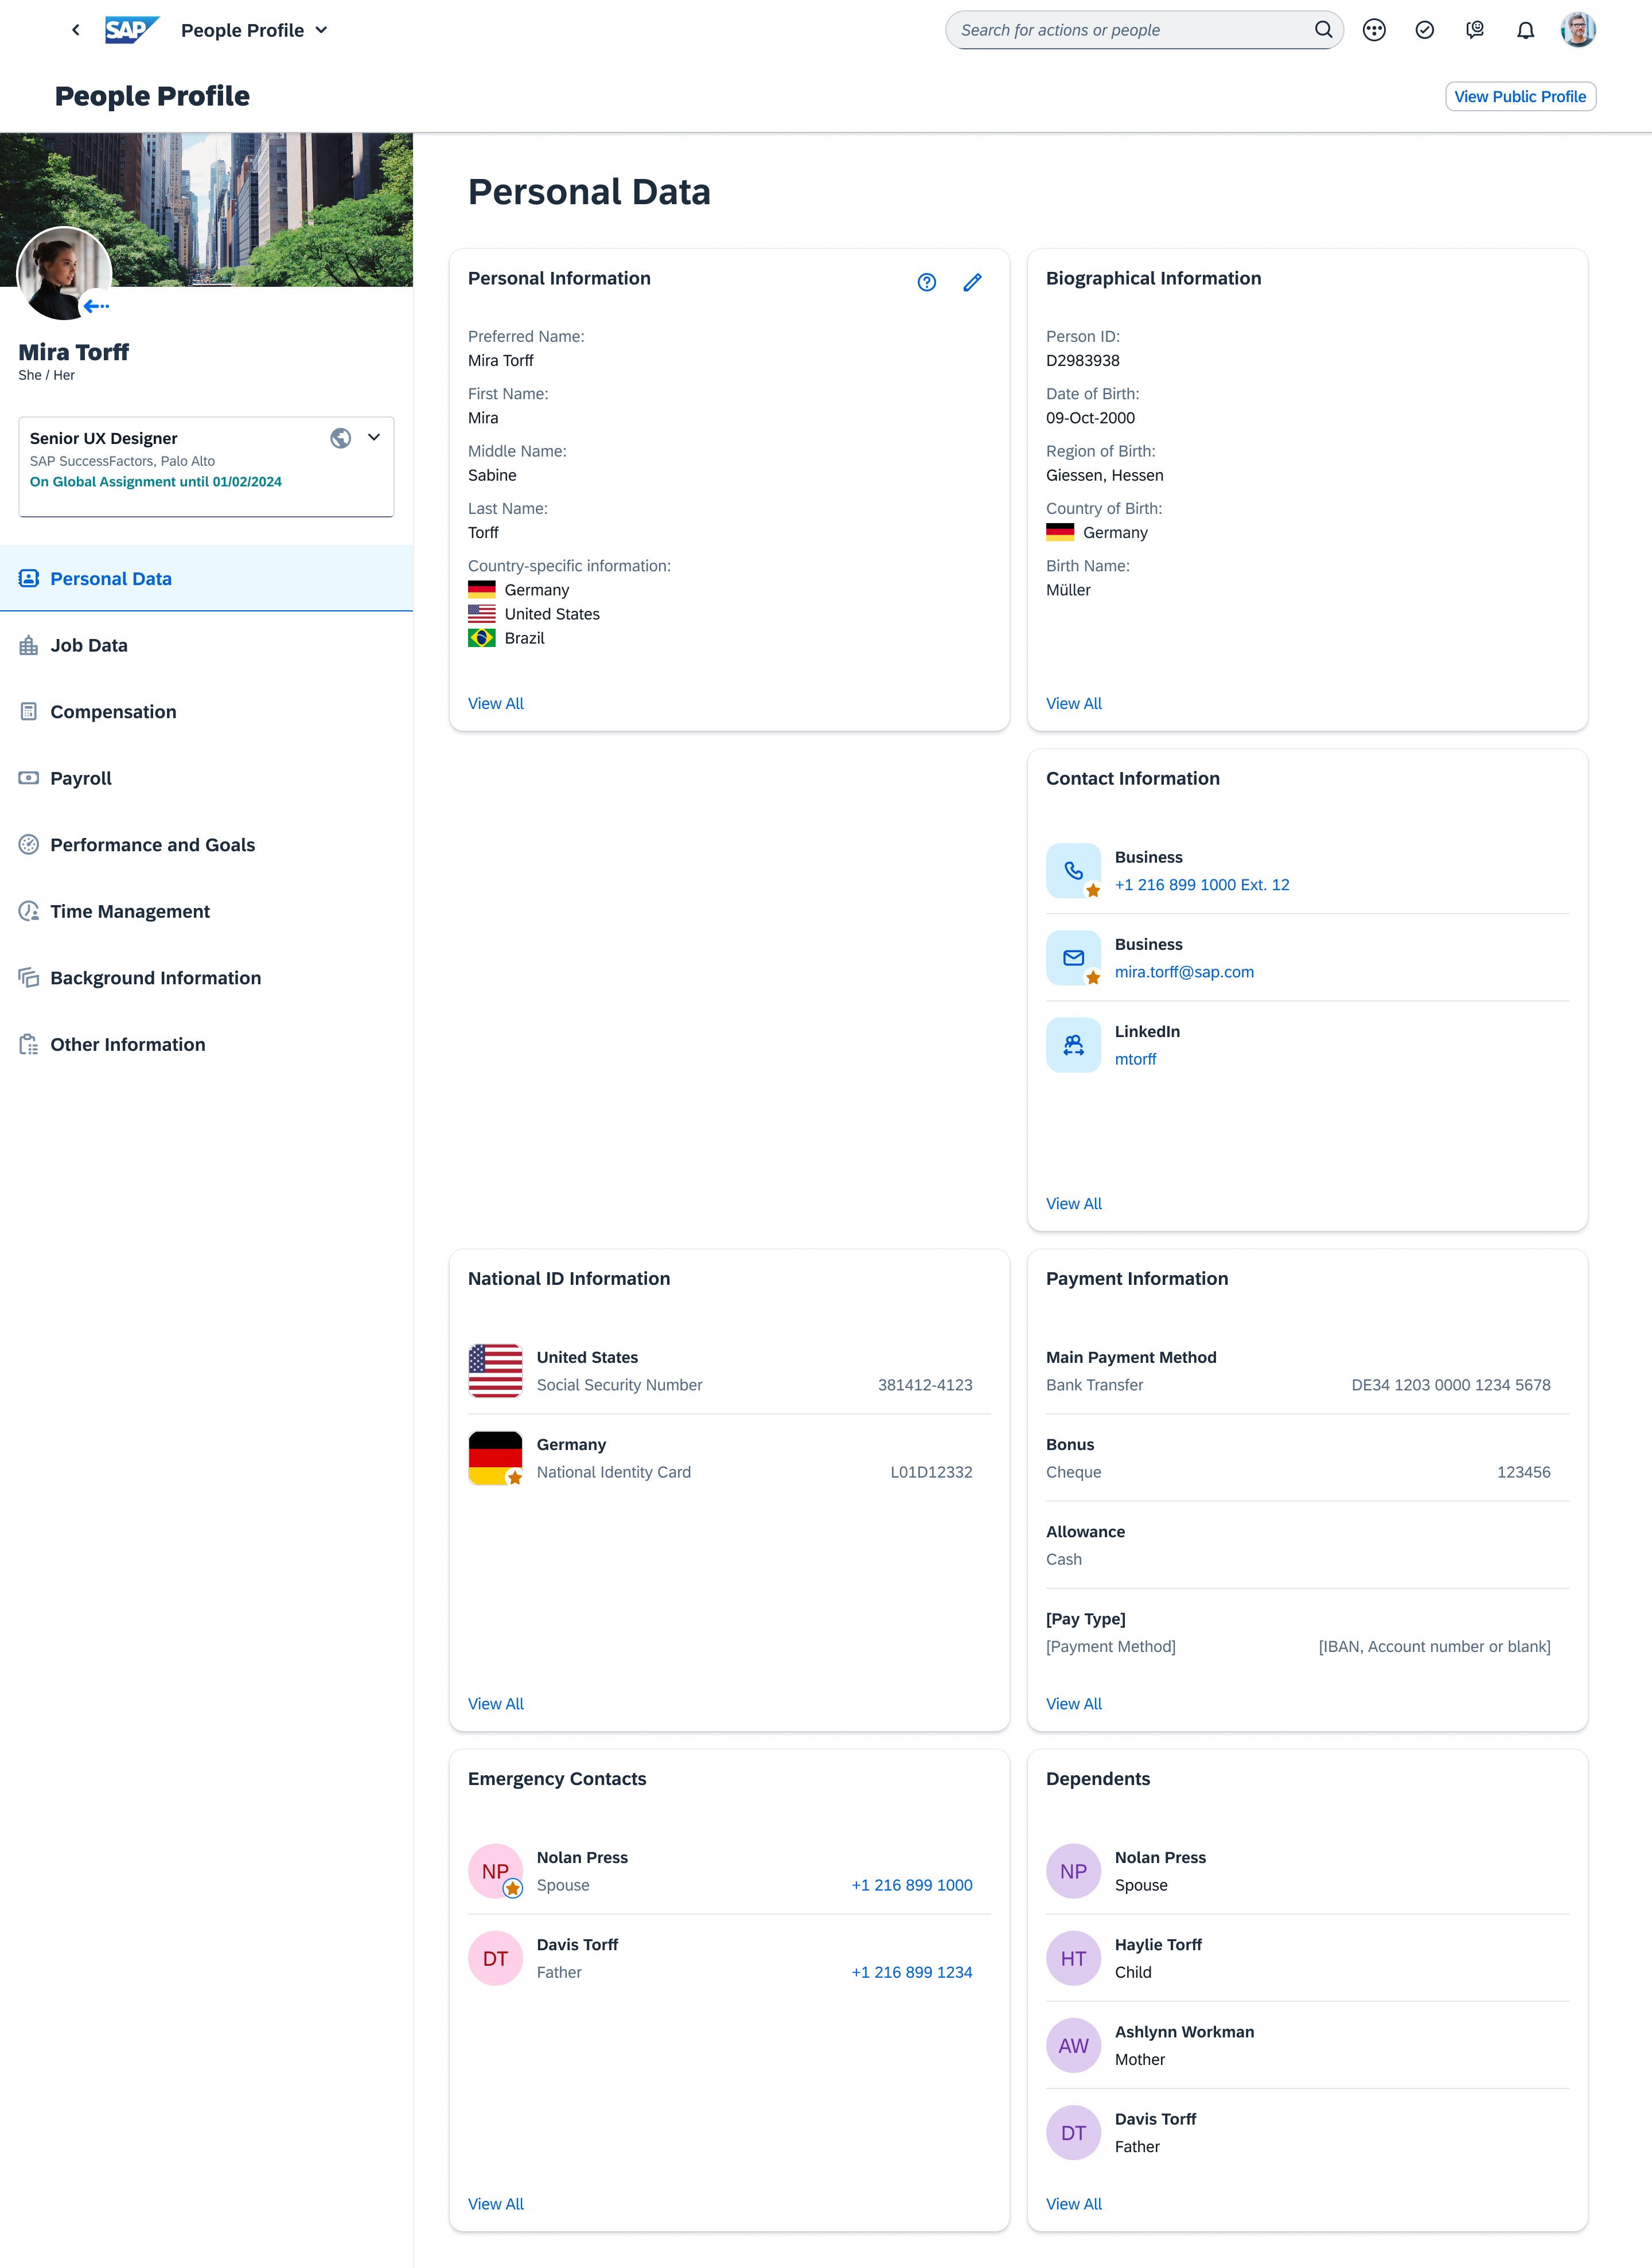 SAP People Profile
Search for actions or people
People Profile
View Public Profile
Mira Torff
She / Her
Senior UX Designer
SAP SuccessFactors, Palo Alto
On Global Assignment until 01/02/2024
Personal Data
Job Data
Compensation
Payroll
Performance and Goals
Time Management
Background Information
Other Information
Personal Data
Personal Information
Preferred Name:
Mira Torff
First Name:
Mira
Middle Name:
Sabine
Last Name:
Torff
Country-specific information:
Germany
United States
Brazil
View All
Biographical Information
Person ID:
D2983938
Date of Birth:
09-Oct-2000
Region of Birth:
Giessen, Hessen
Country of Birth:
Germany
Birth Name:
Müller
View All
Contact Information
Business
+1 216 899 1000 Ext. 12
Business
mira.torff@sap.com
LinkedIn
mtorff
View All
National ID Information
United States
Social Security Number 381412-4123
Germany
National Identity Card L01D12332
View All
Payment Information
Main Payment Method
Bank Transfer DE34 1203 0000 1234 5678
Bonus
Cheque 123456
Allowance
Cash
[Pay Type]
[Payment Method] [IBAN, Account number or blank]
View All
Emergency Contacts
NP
Nolan Press
Spouse +1 216 899 1000
DT
Davis Torff
Father +1 216 899 1234
View All
Dependents
NP
Nolan Press
Spouse
HT
Haylie Torff
Child
AW
Ashlynn Workman
Mother
DT
Davis Torff
Father
View All